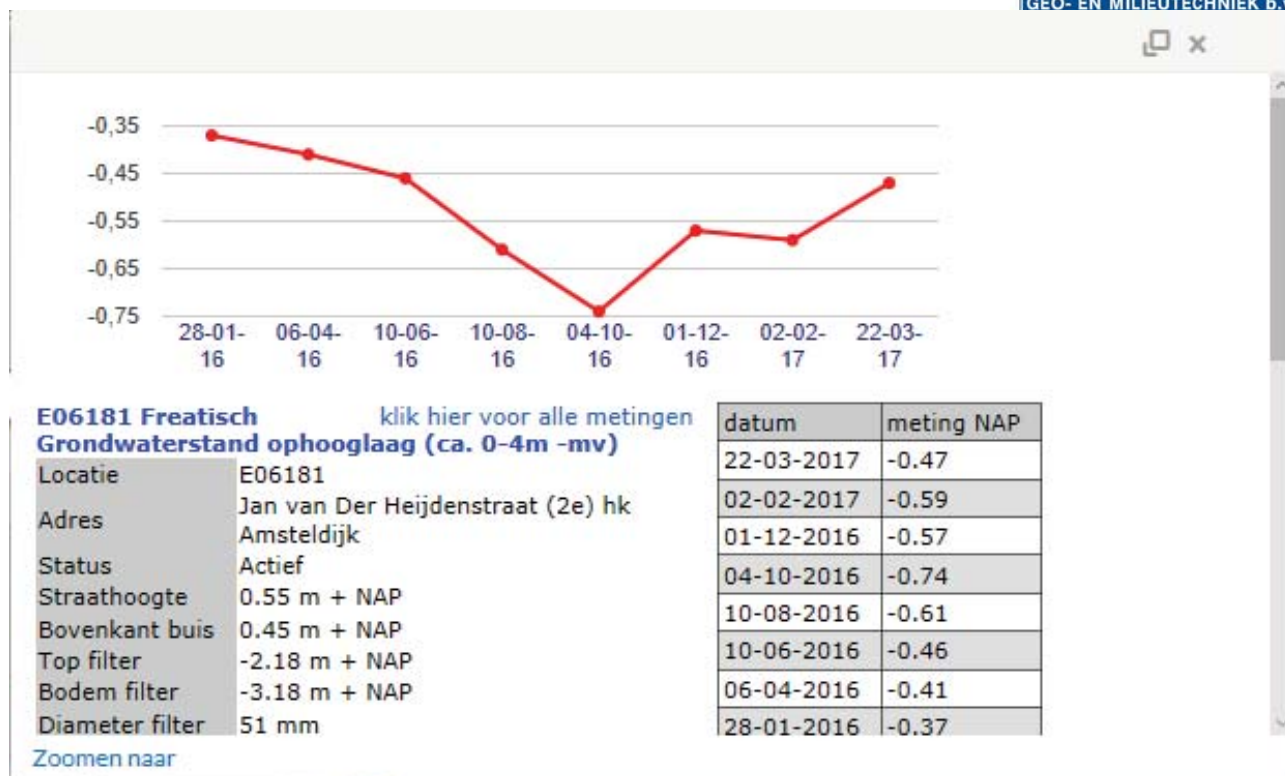 GEO- EN MILIEUTECHNIEK b.v
-0,35
-0,45
-0,55
-0,65
-0,75
28-01- 06-04- 10-06- 10-08- 04-10- 01-12- 02-02- 22-03-
16 16 16 16 16 16 17 17
E06181 Freatisch klik hier voor alle metingen
Grondwaterstand ophooglaag (ca. 0-4m -mv)
Locatie E06181
Adres Jan van Der Heijdenstraat (2e) hk
Amsteldijk
Status Actief
Straathoogte 0.55 m + NAP
Bovenkant buis 0.45 m + NAP
Top filter -2.18 m + NAP
Bodem filter -3.18 m + NAP
Diameter filter 51 mm
datum meting NAP
22-03-2017 -0.47
02-02-2017 -0.59
01-12-2016 -0.57
04-10-2016 -0.74
10-08-2016 -0.61
10-06-2016 -0.46
06-04-2016 -0.41
28-01-2016 -0.37
Zoomen naar